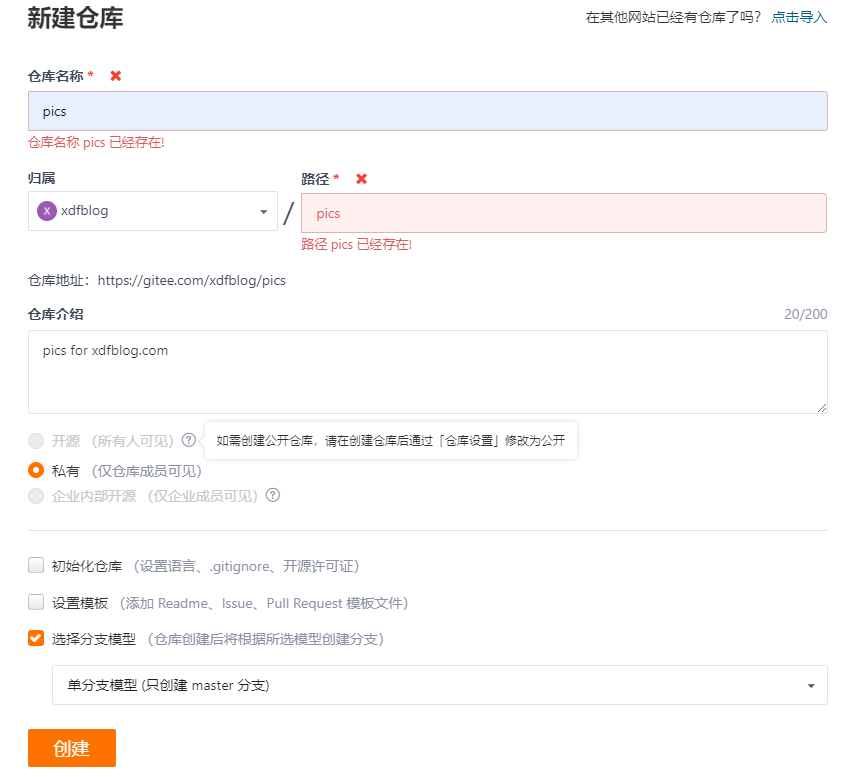 新建仓库
在其他网站已经有仓库了吗? 点击导入
仓库名称 *
pics
仓库名称 pics 已经存在!
归属
路径 *
X xdfblog
/
pics
路径 pics 已经存在!
仓库地址：https://gitee.com/xdfblog/pics
仓库介绍
20/200
pics for xdfblog.com
开源 （所有人可见） ?
如需创建公开仓库，请在创建仓库后通过「仓库设置」修改为公开
私有 （仅仓库成员可见）
企业内部开源 （仅企业成员可见） ?
初始化仓库 （设置语言、.gitignore、开源许可证）
设置模板 （添加 Readme、Issue、Pull Request 模板文件）
选择分支模型 （仓库创建后将根据所选模型创建分支）
单分支模型 (只创建 master 分支)
创建